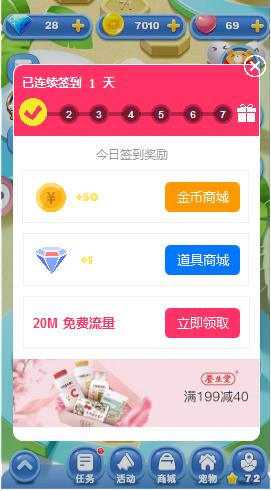 28 7010 69
已连续签到 1 天
2 3 4 5 6 7
今日签到奖励
¥ +50 金币商城
+1 道具商城
20M 免费流量 立即领取
养生堂
满199减40
任务 活动 商城 宠物 72